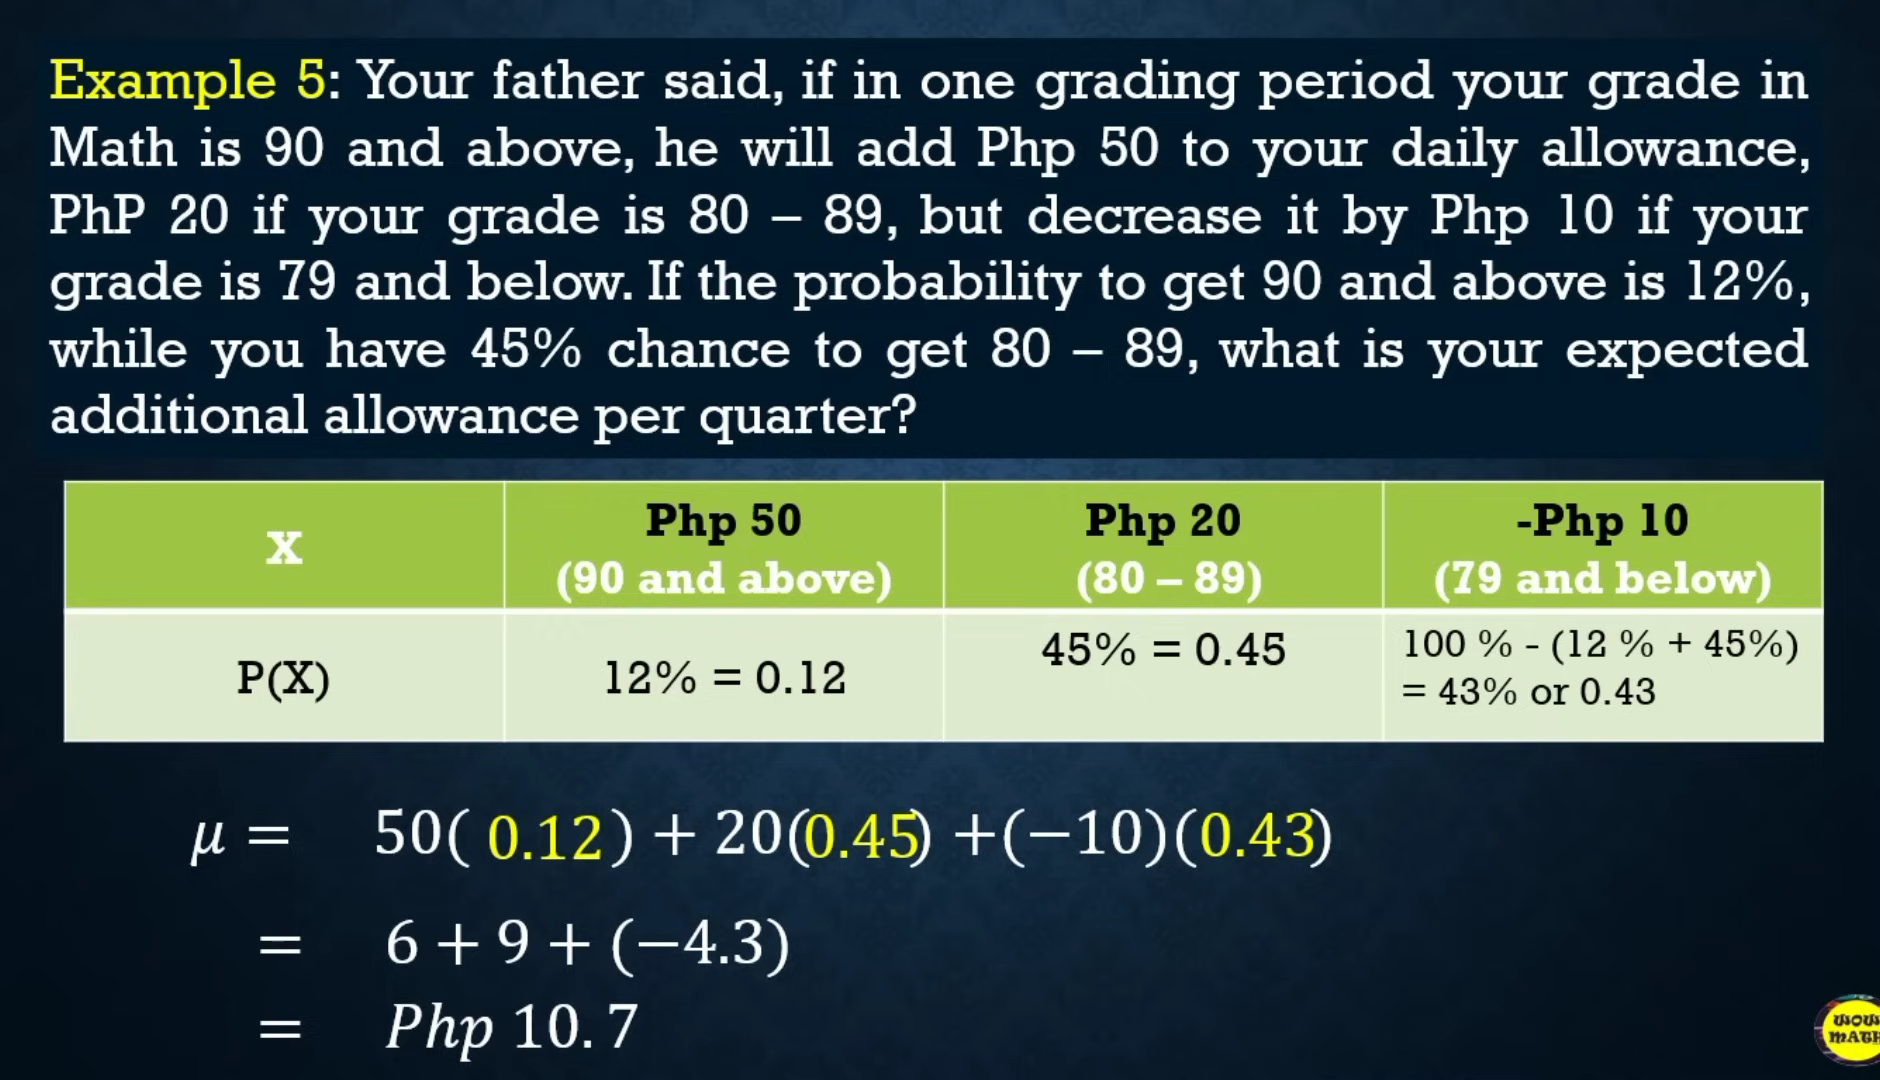 Example 5: Your father said, if in one grading period your grade in
Math is 90 and above, he will add Php 50 to your daily allowance,
PhP 20 if your grade is 80 – 89, but decrease it by Php 10 if your
grade is 79 and below. If the probability to get 90 and above is 12%,
while you have 45% chance to get 80 – 89, what is your expected
additional allowance per quarter?
X
Php 50
(90 and above)
Php 20
(80 – 89)
-Php 10
(79 and below)
P(X)
12% = 0.12
45% = 0.45
100 % - (12 % + 45%)
= 43% or 0.43
μ = 50( 0.12) + 20(0.45) +(−10)(0.43)
= 6 + 9 + (−4.3)
= Php 10.7
WOW
MATH